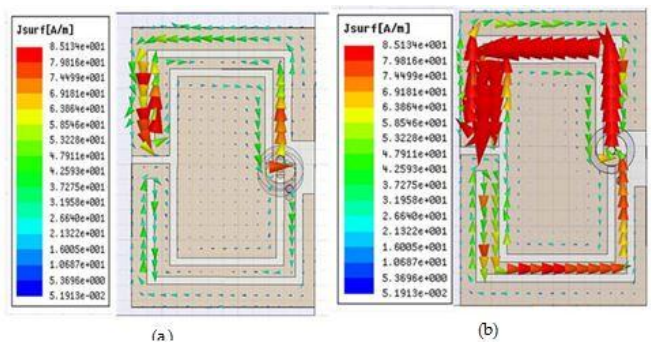 Jsurf[A/m]
8.5134e+001
7.9816e+001
7.4499e+001
6.9181e+001
6.3864e+001
5.8546e+001
5.3228e+001
4.7911e+001
4.2593e+001
3.7275e+001
3.1958e+001
2.6640e+001
2.1322e+001
1.6005e+001
1.0687e+001
5.3696e+000
5.1913e-002
(a)
Jsurf[A/m]
8.5134e+001
7.9816e+001
7.4499e+001
6.9181e+001
6.3864e+001
5.8546e+001
5.3228e+001
4.7911e+001
4.2593e+001
3.7275e+001
3.1958e+001
2.6640e+001
2.1322e+001
1.6005e+001
1.0687e+001
5.3696e+000
5.1913e-002
(b)